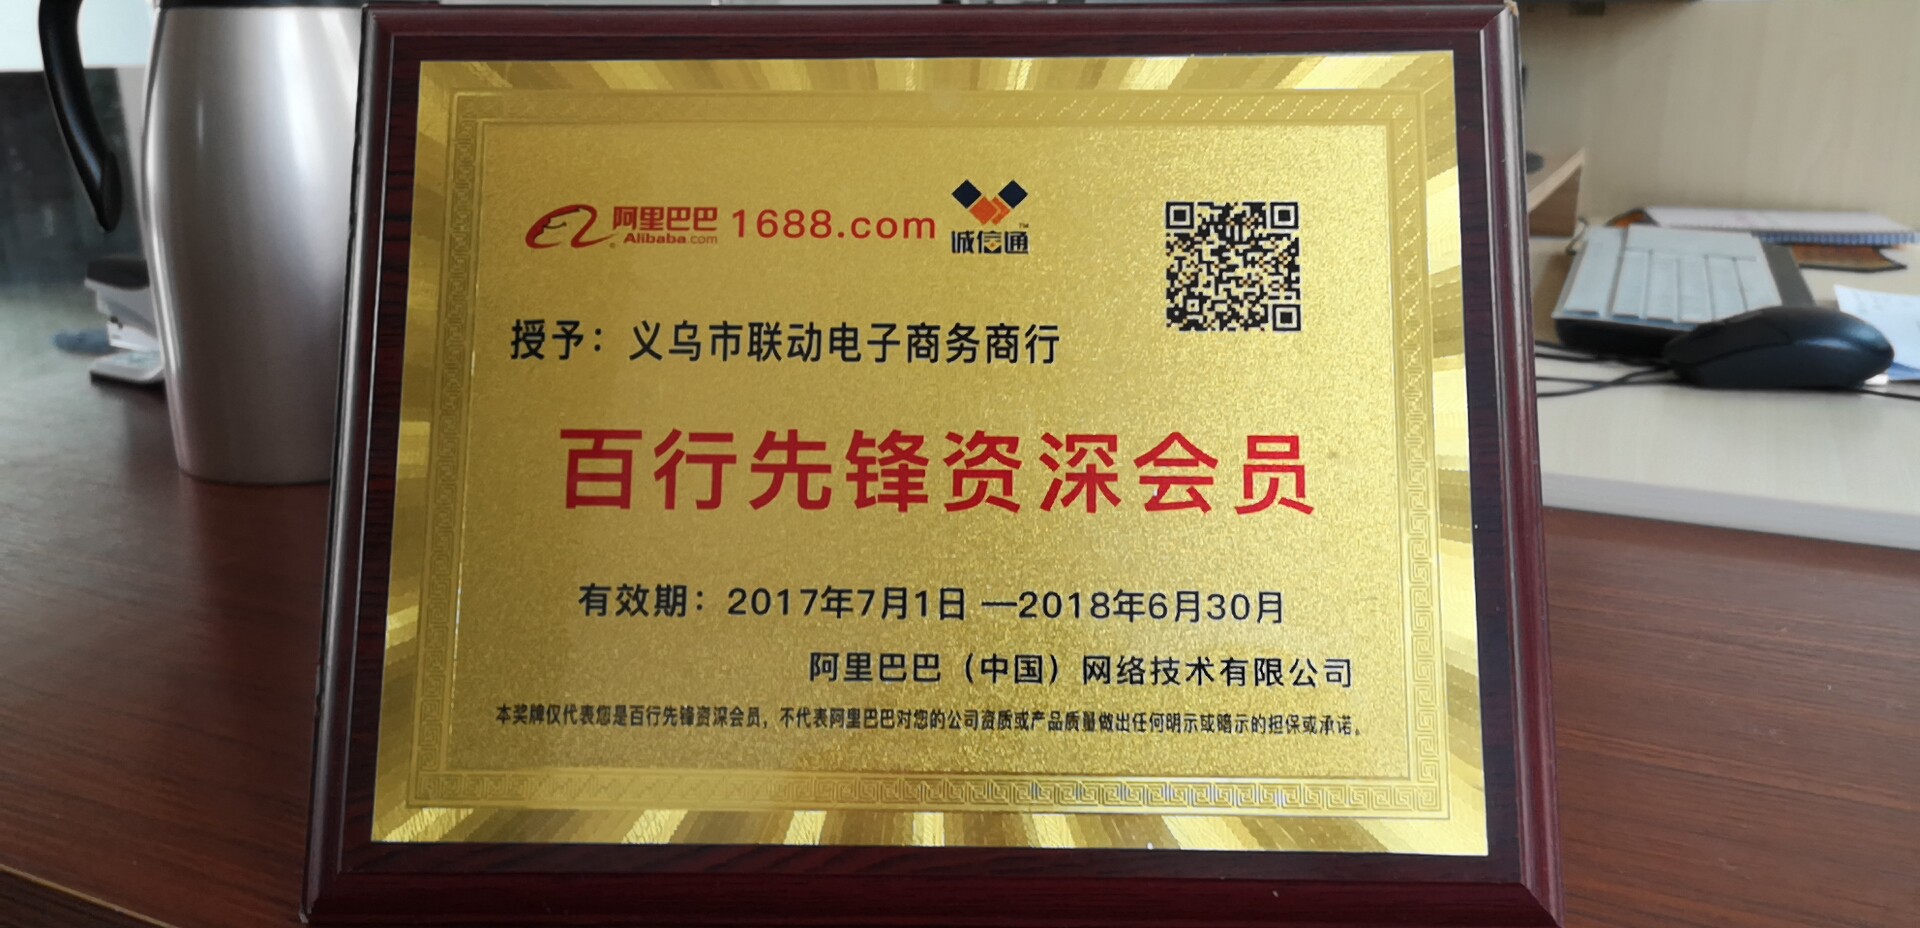 阿里巴巴 Alibaba.com 1688.com 诚信通™
授予：义乌市联动电子商务商行
百行先锋资深会员
有效期：2017年7月1日 —2018年6月30月
阿里巴巴（中国）网络技术有限公司
本奖牌仅代表您是百行先锋资深会员，不代表阿里巴巴对您的公司资质或产品质量做出任何明示或暗示的担保或承诺。